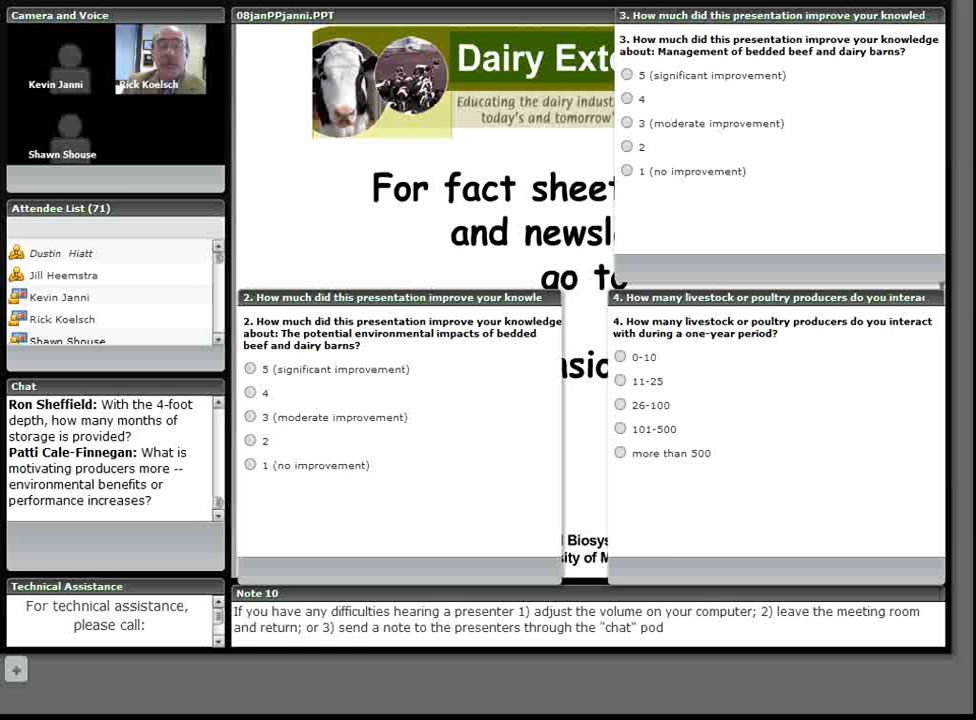 Camera and Voice
Kevin Janni
Rick Koelsch
Shawn Shouse
Attendee List (71)
Dustin Hiatt
Jill Heemstra
Kevin Janni
Rick Koelsch
Shawn Shouse
Chat
Ron Sheffield: With the 4-foot
depth, how many months of
storage is provided?
Patti Cale-Finnegan: What is
motivating producers more --
environmental benefits or
performance increases?
Technical Assistance
For technical assistance,
please call:
08janPPjanni.PPT
Dairy Exte
Educating the dairy indust
today's and tomorrow'
For fact sheet
and newsl
go to
nsio
l Biosys
sity of M
3. How much did this presentation improve your knowled
3. How much did this presentation improve your knowledge
about: Management of bedded beef and dairy barns?
5 (significant improvement)
4
3 (moderate improvement)
2
1 (no improvement)
2. How much did this presentation improve your knowle
2. How much did this presentation improve your knowledge
about: The potential environmental impacts of bedded
beef and dairy barns?
5 (significant improvement)
4
3 (moderate improvement)
2
1 (no improvement)
4. How many livestock or poultry producers do you interac
4. How many livestock or poultry producers do you interact
with during a one-year period?
0-10
11-25
26-100
101-500
more than 500
Note 10
If you have any difficulties hearing a presenter 1) adjust the volume on your computer; 2) leave the meeting room
and return; or 3) send a note to the presenters through the "chat" pod